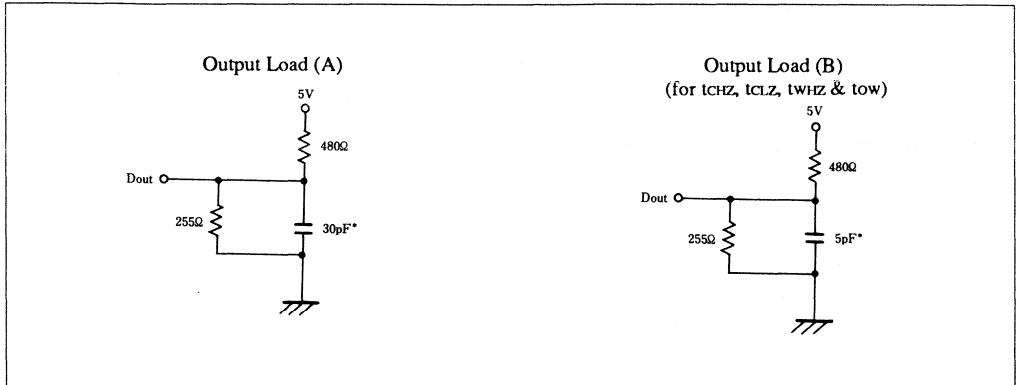 Output Load (A)
5V
480Ω
Dout
255Ω
30pF*
Output Load (B)
(for tCHZ, tCLZ, tWHZ & tOW)
5V
480Ω
Dout
255Ω
5pF*